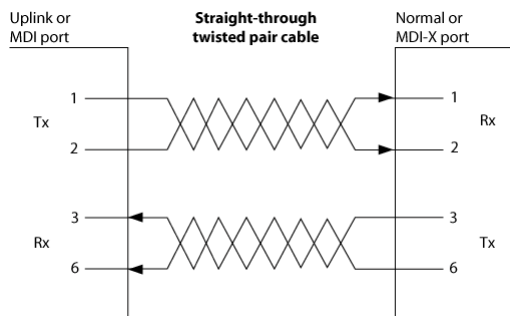 Uplink or
MDI port
Straight-through
twisted pair cable
Normal or
MDI-X port
1
1
Tx
Rx
2
2
3
3
Rx
Tx
6
6